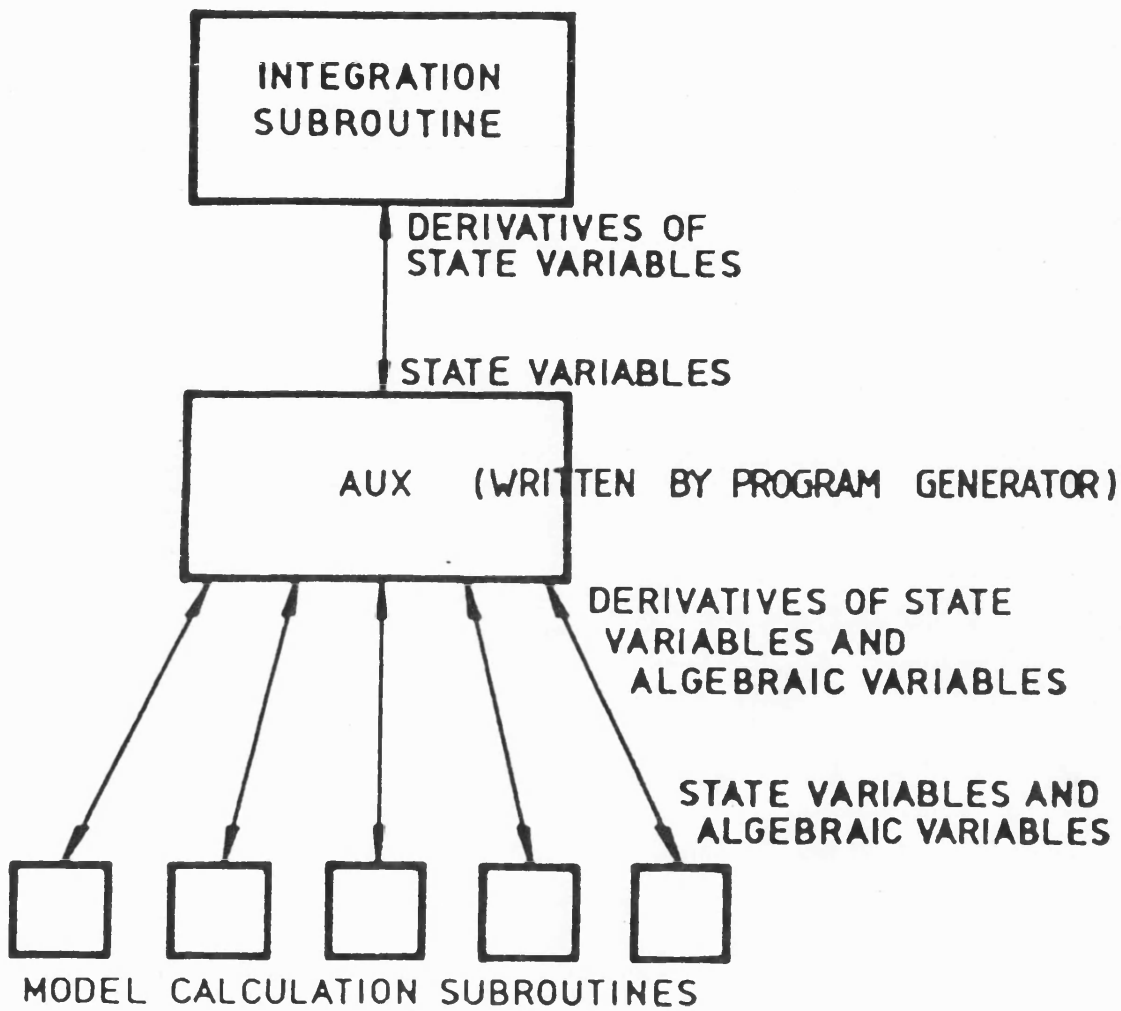 INTEGRATION
SUBROUTINE
DERIVATIVES OF
STATE VARIABLES
STATE VARIABLES
AUX (WRITTEN BY PROGRAM GENERATOR)
DERIVATIVES OF STATE
VARIABLES AND
ALGEBRAIC VARIABLES
STATE VARIABLES AND
ALGEBRAIC VARIABLES
MODEL CALCULATION SUBROUTINES